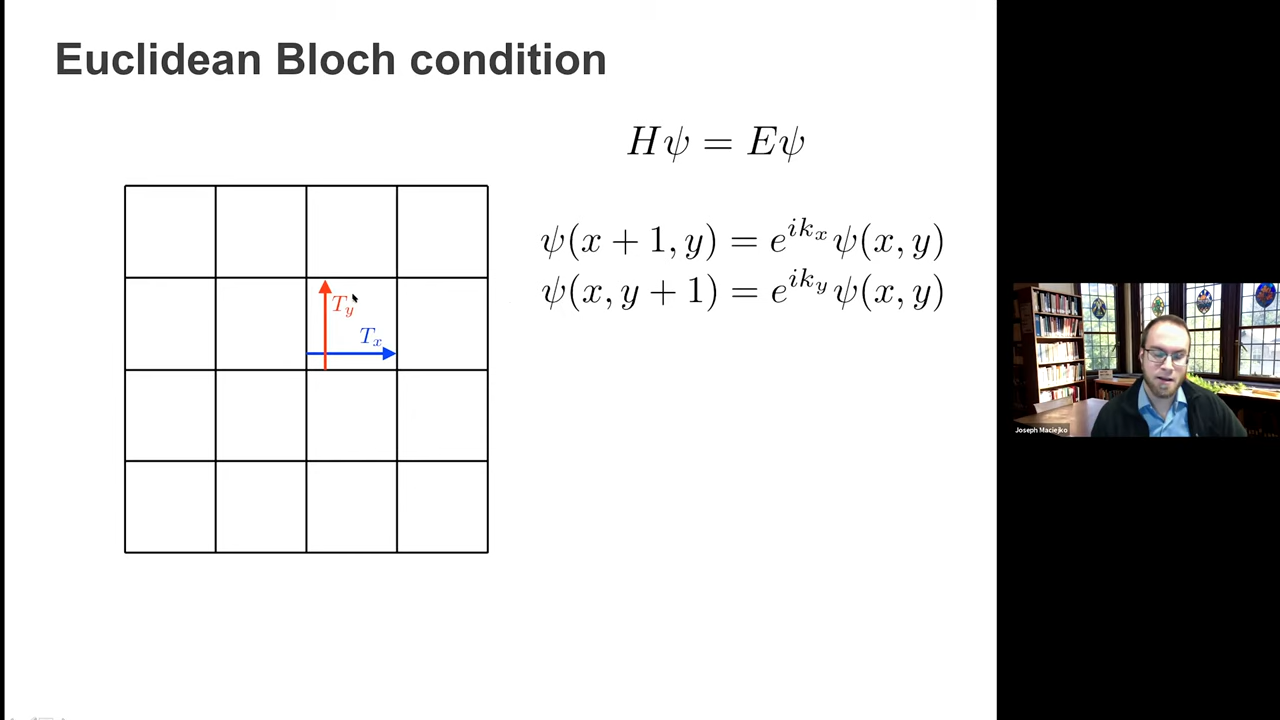 Euclidean Bloch condition
Hψ = Eψ
ψ(x + 1, y) = e^{ik_x}ψ(x, y)
ψ(x, y + 1) = e^{ik_y}ψ(x, y)
T_y
T_x
Joseph Maciejko